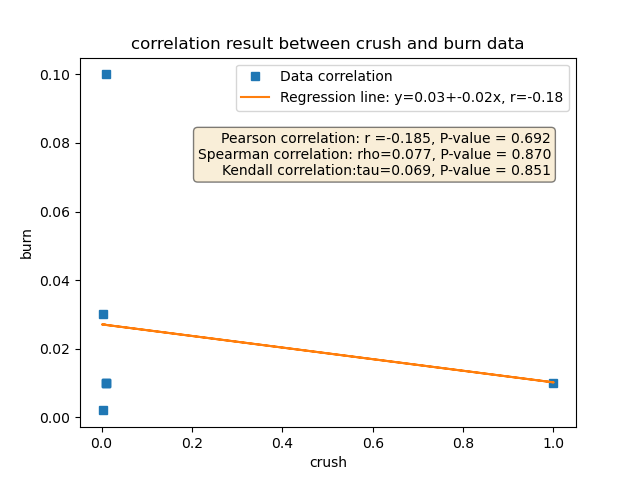 correlation result between crush and burn data
Data correlation
Regression line: y=0.03+-0.02x, r=-0.18
Pearson correlation: r =-0.185, P-value = 0.692
Spearman correlation: rho=0.077, P-value = 0.870
Kendall correlation:tau=0.069, P-value = 0.851
burn
0.10
0.08
0.06
0.04
0.02
0.00
0.0 0.2 0.4 0.6 0.8 1.0
crush